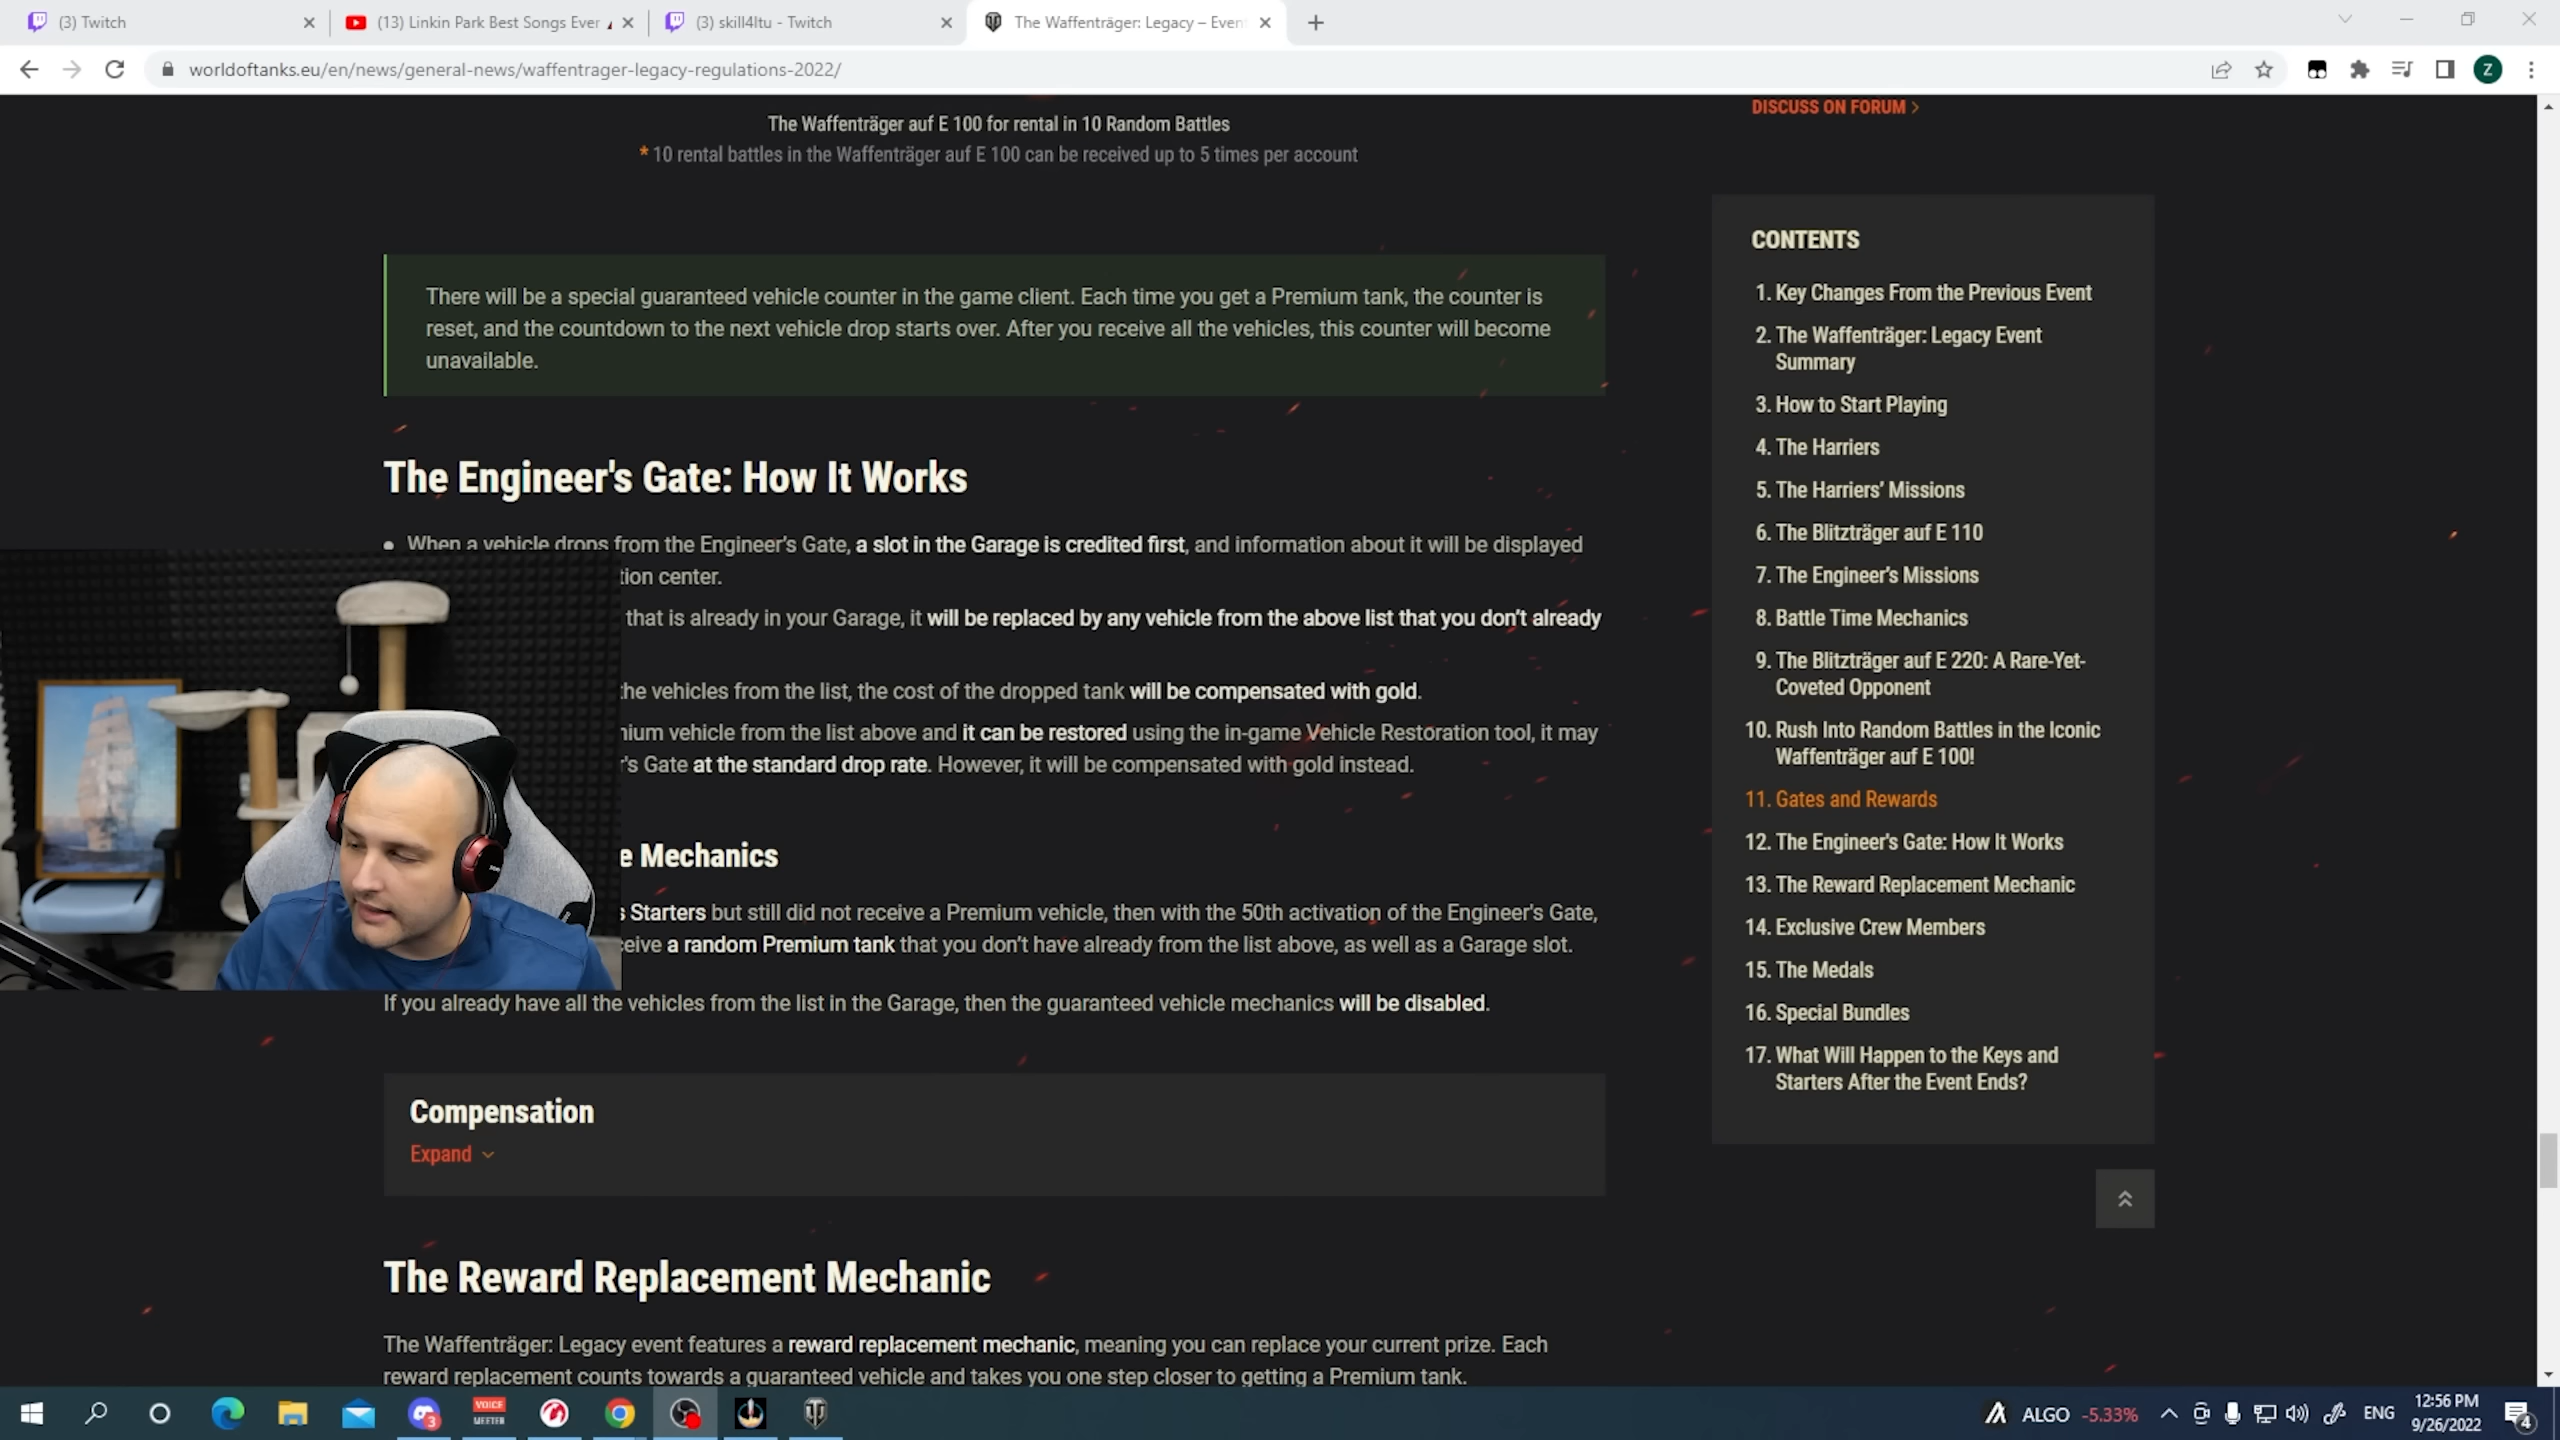 (3) Twitch
(13) Linkin Park Best Songs Ever
(3) skill4ltu - Twitch
The Waffenträger: Legacy – Even
worldoftanks.eu/en/news/general-news/waffentrager-legacy-regulations-2022/
Z
The Waffenträger auf E 100 for rental in 10 Random Battles
* 10 rental battles in the Waffenträger auf E 100 can be received up to 5 times per account
There will be a special guaranteed vehicle counter in the game client. Each time you get a Premium tank, the counter is
reset, and the countdown to the next vehicle drop starts over. After you receive all the vehicles, this counter will become
unavailable.
The Engineer's Gate: How It Works
• When a vehicle drops from the Engineer's Gate, a slot in the Garage is credited first, and information about it will be displayed
tion center.
that is already in your Garage, it will be replaced by any vehicle from the above list that you don't already
the vehicles from the list, the cost of the dropped tank will be compensated with gold.
nium vehicle from the list above and it can be restored using the in-game Vehicle Restoration tool, it may
r's Gate at the standard drop rate. However, it will be compensated with gold instead.
e Mechanics
s Starters but still did not receive a Premium vehicle, then with the 50th activation of the Engineer's Gate,
ceive a random Premium tank that you don't have already from the list above, as well as a Garage slot.
If you already have all the vehicles from the list in the Garage, then the guaranteed vehicle mechanics will be disabled.
Compensation
Expand
The Reward Replacement Mechanic
The Waffenträger: Legacy event features a reward replacement mechanic, meaning you can replace your current prize. Each
reward replacement counts towards a guaranteed vehicle and takes you one step closer to getting a Premium tank.
DISCUSS ON FORUM >
CONTENTS
1. Key Changes From the Previous Event
2. The Waffenträger: Legacy Event
Summary
3. How to Start Playing
4. The Harriers
5. The Harriers' Missions
6. The Blitzträger auf E 110
7. The Engineer's Missions
8. Battle Time Mechanics
9. The Blitzträger auf E 220: A Rare-Yet-
Coveted Opponent
10. Rush Into Random Battles in the Iconic
Waffenträger auf E 100!
11. Gates and Rewards
12. The Engineer's Gate: How It Works
13. The Reward Replacement Mechanic
14. Exclusive Crew Members
15. The Medals
16. Special Bundles
17. What Will Happen to the Keys and
Starters After the Event Ends?
3
VOICE
MEETER
ALGO -5.33%
ENG
12:56 PM
9/26/2022
4